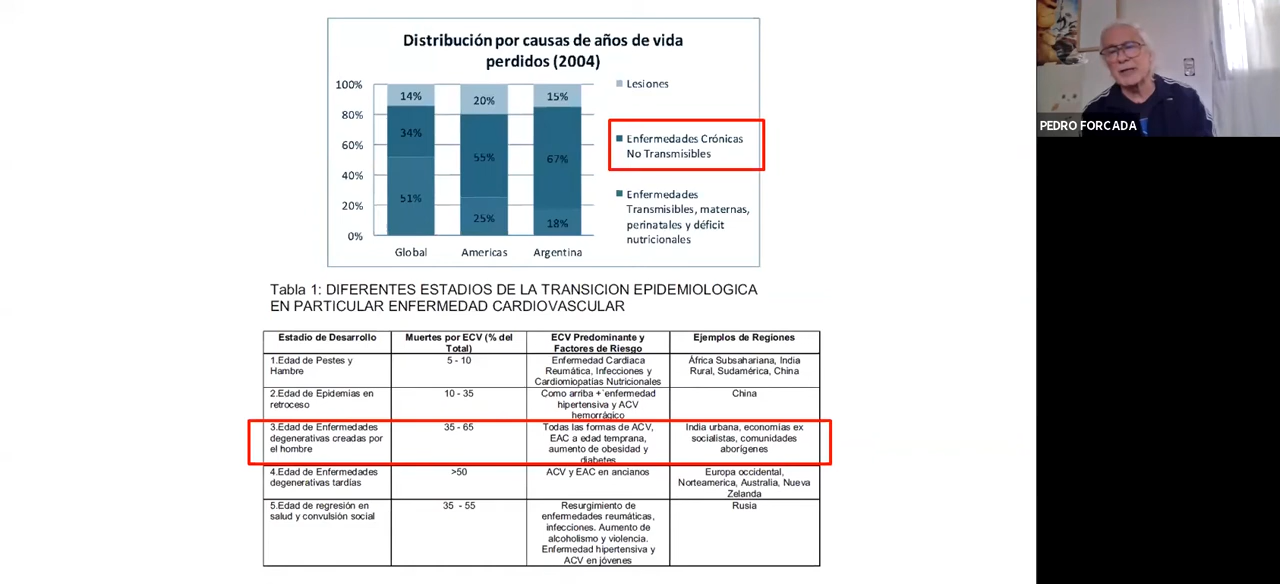 Distribución por causas de años de vida
perdidos (2004)
100%
80%
60%
40%
20%
0%
14%
34%
51%
20%
55%
25%
15%
67%
18%
Global
Americas
Argentina
Lesiones
Enfermedades Crónicas
No Transmisibles
Enfermedades
Transmisibles, maternas,
perinatales y déficit
nutricionales
PEDRO FORCADA
Tabla 1: DIFERENTES ESTADIOS DE LA TRANSICION EPIDEMIOLOGICA
EN PARTICULAR ENFERMEDAD CARDIOVASCULAR
Estadio de Desarrollo
Muertes por ECV (% del
Total)
ECV Predominante y
Factores de Riesgo
Ejemplos de Regiones
1.Edad de Pestes y
Hambre
5 - 10
Enfermedad Cardiaca
Reumática, Infecciones y
Cardiomiopatías Nutricionales
África Subsahariana, India
Rural, Sudamérica, China
2.Edad de Epidemias en
retroceso
10 - 35
Como arriba +`enfermedad
hipertensiva y ACV
hemorrágico
China
3.Edad de Enfermedades
degenerativas creadas por
el hombre
35 - 65
Todas las formas de ACV,
EAC a edad temprana,
aumento de obesidad y
diabetes
India urbana, economías ex
socialistas, comunidades
aborígenes
4.Edad de Enfermedades
degenerativas tardías
>50
ACV y EAC en ancianos
Europa occidental,
Norteamerica, Australia, Nueva
Zelanda
5.Edad de regresión en
salud y convulsión social
35 - 55
Resurgimiento de
enfermedades reumáticas,
infecciones. Aumento de
alcoholismo y violencia.
Enfermedad hipertensiva y
ACV en jóvenes
Rusia